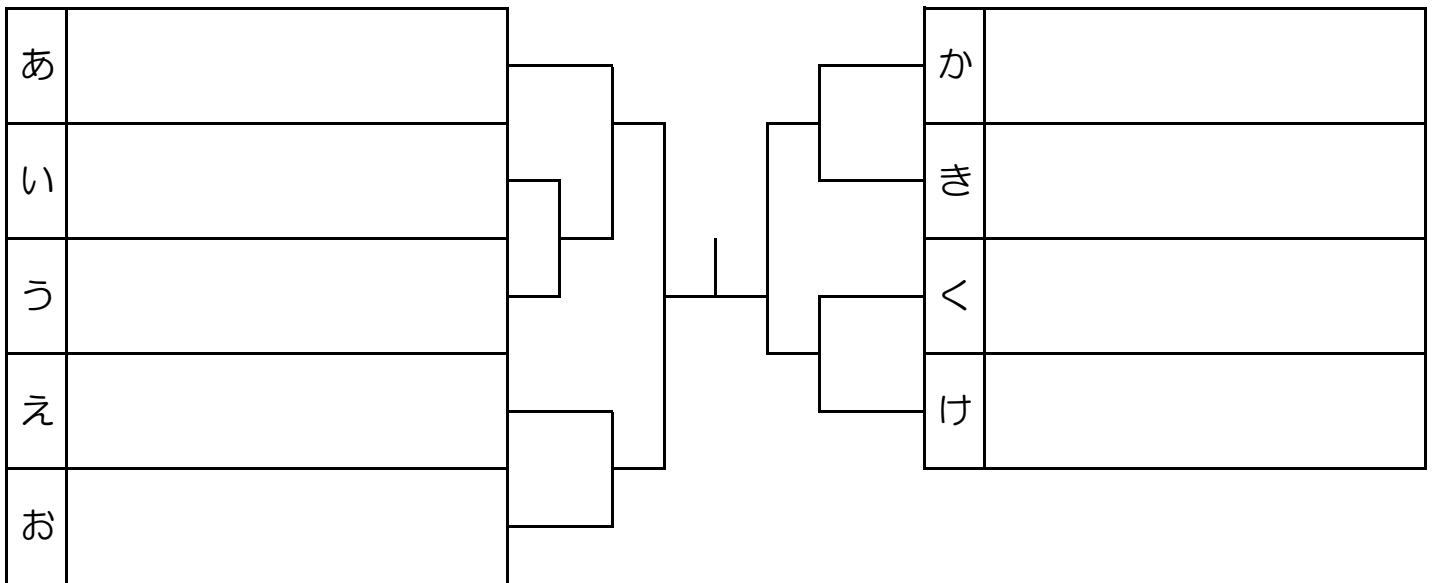 あ
い
う
え
お
か
き
く
け